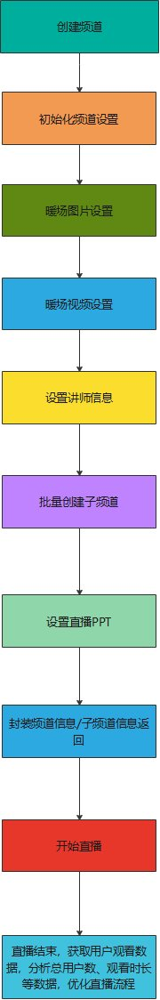 创建频道
初始化频道设置
暖场图片设置
暖场视频设置
设置讲师信息
批量创建子频道
设置直播PPT
封装频道信息/子频道信息返
回
开始直播
直播结束，获取用户观看数
据，分析总用户数、观看时长
等数据，优化直播流程